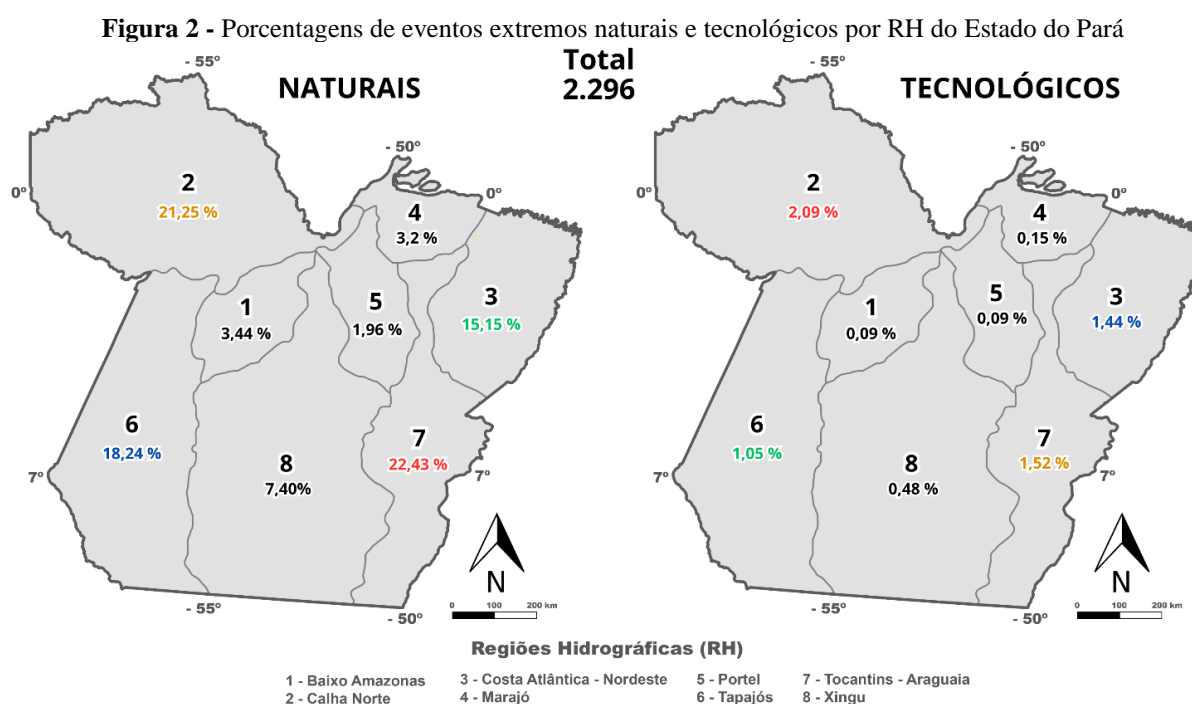 Figura 2 - Porcentagens de eventos extremos naturais e tecnológicos por RH do Estado do Pará
Total
2.296
NATURAIS
- 55º
- 50º
0º
0º
2
21,25 %
4
3,2 %
1
3,44 %
5
1,96 %
3
15,15 %
6
18,24 %
8
7,40%
7
22,43 %
7º
7º
N
0 100 200 km
- 55º
- 50º
TECNOLÓGICOS
- 55º
- 50º
0º
0º
2
2,09 %
4
0,15 %
1
0,09 %
5
0,09 %
3
1,44 %
6
1,05 %
8
0,48 %
7
1,52 %
7º
7º
N
0 100 200 km
- 55º
- 50º
Regiões Hidrográficas (RH)
1 - Baixo Amazonas
2 - Calha Norte
3 - Costa Atlântica - Nordeste
4 - Marajó
5 - Portel
6 - Tapajós
7 - Tocantins - Araguaia
8 - Xingu